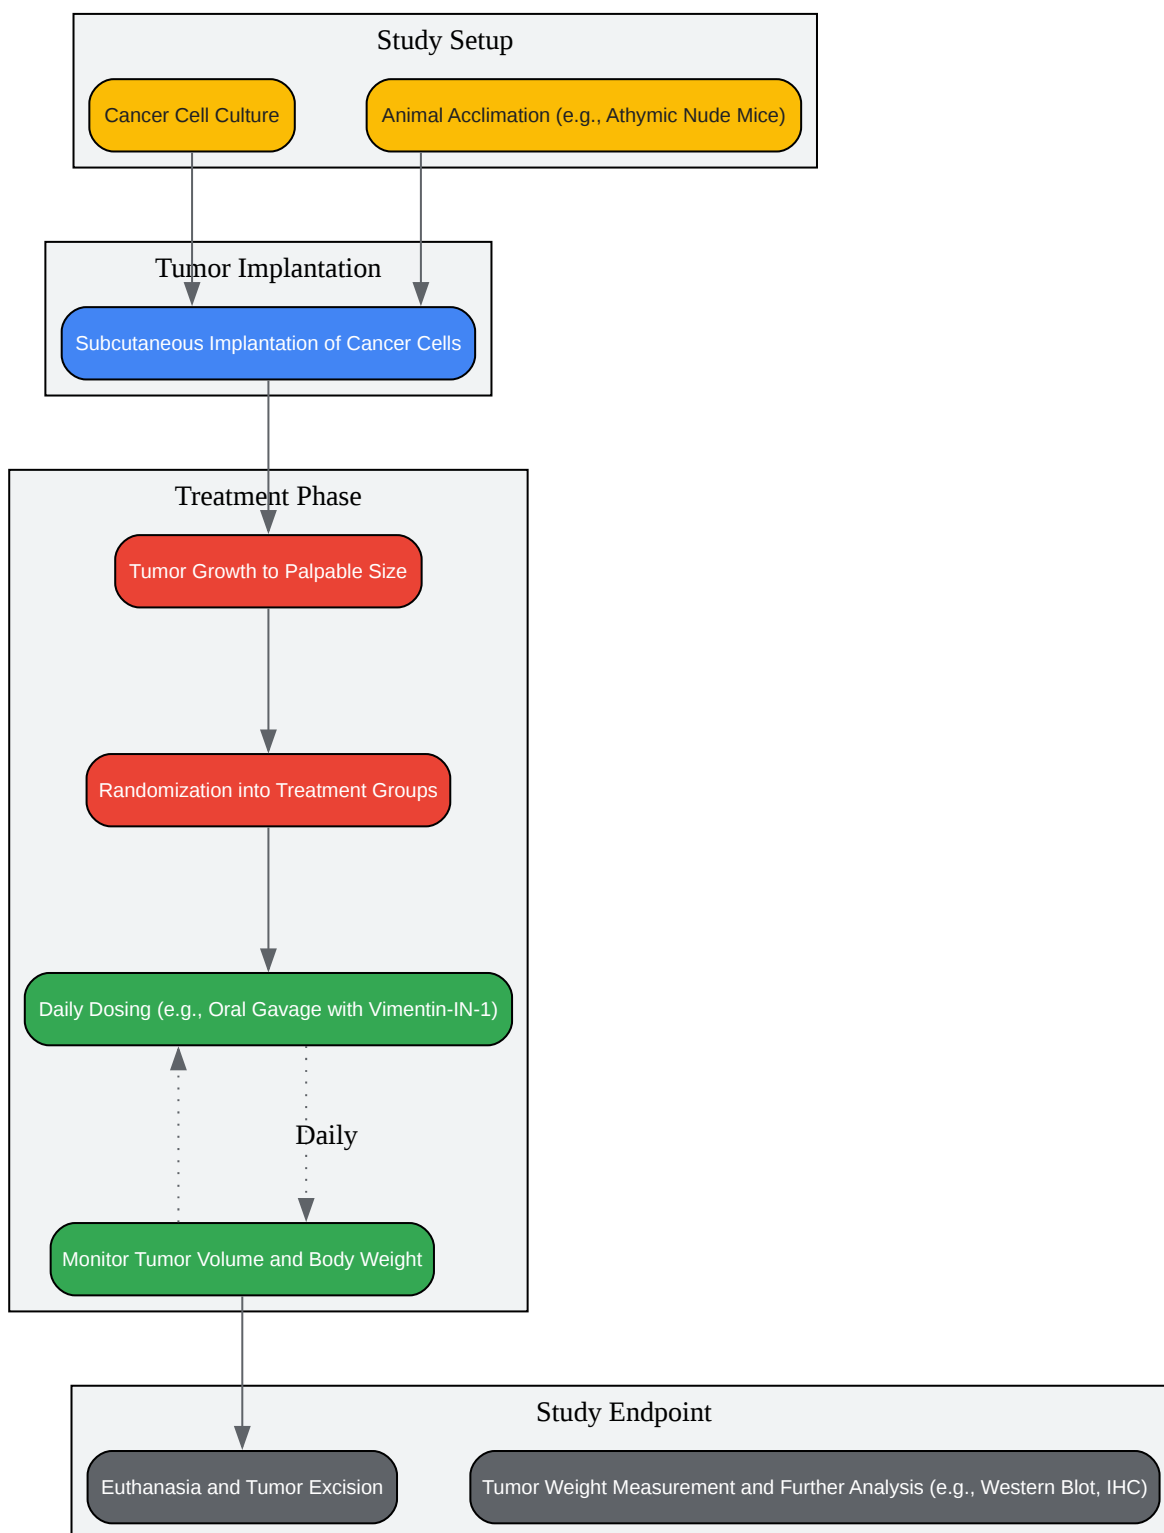 Study Setup
Cancer Cell Culture
Animal Acclimation (e.g., Athymic Nude Mice)
Tumor Implantation
Subcutaneous Implantation of Cancer Cells
Treatment Phase
Tumor Growth to Palpable Size
Randomization into Treatment Groups
Daily Dosing (e.g., Oral Gavage with Vimentin-IN-1)
Daily
Monitor Tumor Volume and Body Weight
Study Endpoint
Euthanasia and Tumor Excision
Tumor Weight Measurement and Further Analysis (e.g., Western Blot, IHC)